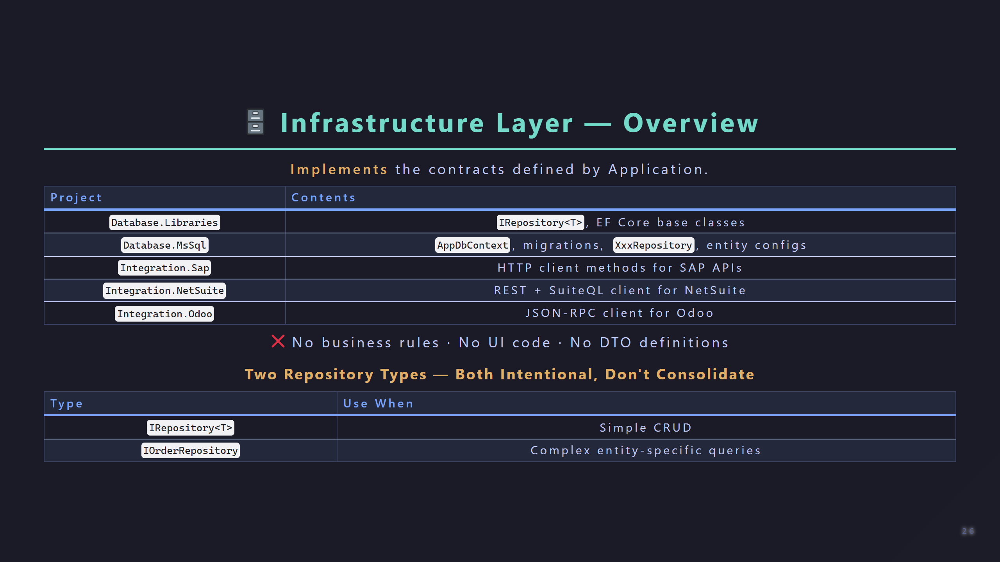 Infrastructure Layer — Overview
Implements the contracts defined by Application.
Project Contents
Database.Libraries IRepository<T>, EF Core base classes
Database.MsSql AppDbContext, migrations, XxxRepository, entity configs
Integration.Sap HTTP client methods for SAP APIs
Integration.NetSuite REST + SuiteQL client for NetSuite
Integration.Odoo JSON-RPC client for Odoo
❌ No business rules · No UI code · No DTO definitions
Two Repository Types — Both Intentional, Don't Consolidate
Type Use When
IRepository<T> Simple CRUD
IOrderRepository Complex entity-specific queries
26